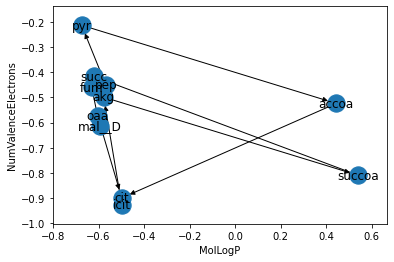 −0.2
−0.3
−0.4
−0.5
−0.6
−0.7
−0.8
−0.9
−1.0
NumValenceElectrons
pyr
succ
fum
pep
akg
accoa
oaa
mal__D
succoa
cit
icit
−0.8
−0.6
−0.4
−0.2
0.0
0.2
0.4
0.6
MolLogP